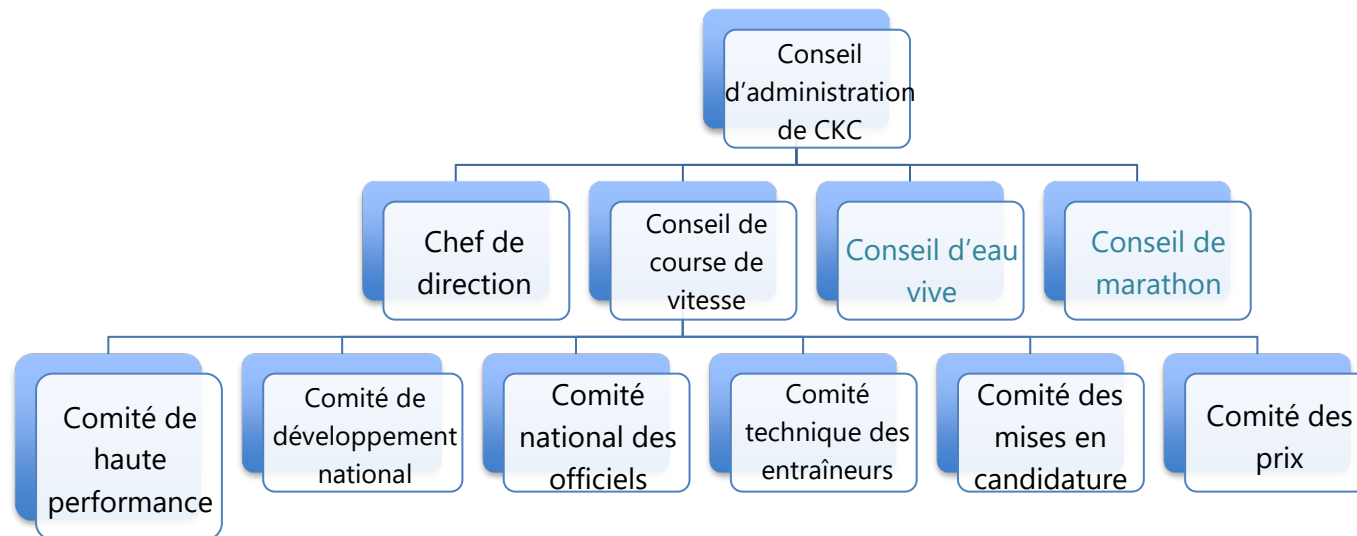 Conseil
d’administration
de CKC
Chef de
direction
Conseil de
course de
vitesse
Conseil d’eau
vive
Conseil de
marathon
Comité de
haute
performance
Comité de
développement
national
Comité
national des
officiels
Comité
technique des
entraîneurs
Comité des
mises en
candidature
Comité des
prix